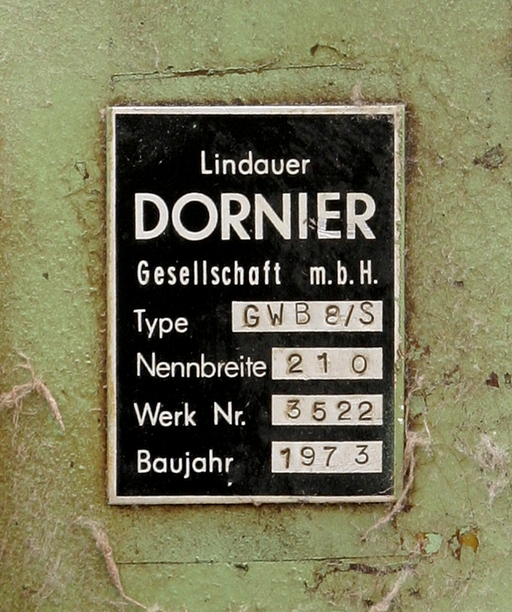 Lindauer
DORNIER
Gesellschaft m.b.H.
Type GWB 8/S
Nennbreite 210
Werk Nr. 3522
Baujahr 1973